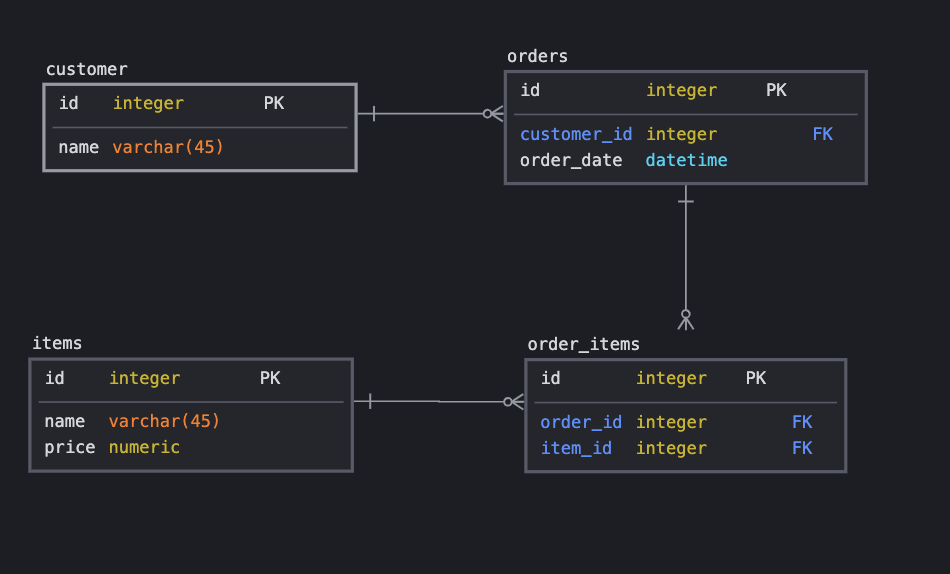 customer
id integer PK
name varchar(45)
orders
id integer PK
customer_id integer FK
order_date datetime
items
id integer PK
name varchar(45)
price numeric
order_items
id integer PK
order_id integer FK
item_id integer FK